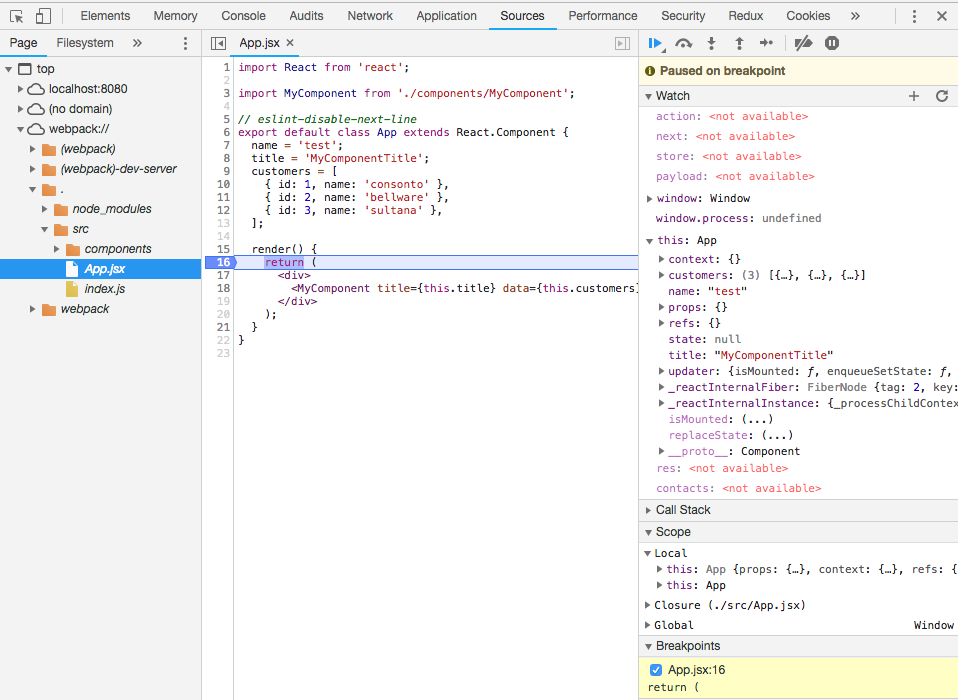 Elements Memory Console Audits Network Application Sources Performance Security Redux Cookies »
Page Filesystem »
App.jsx ×
top
localhost:8080
(no domain)
webpack://
(webpack)
(webpack)-dev-server
.
node_modules
src
components
App.jsx
index.js
webpack
1 import React from 'react';
2
3 import MyComponent from './components/MyComponent';
4
5 // eslint-disable-next-line
6 export default class App extends React.Component {
7 name = 'test';
8 title = 'MyComponentTitle';
9 customers = [
10 { id: 1, name: 'consonto' },
11 { id: 2, name: 'bellware' },
12 { id: 3, name: 'sultana' },
13 ];
14
15 render() {
16 return (
17 <div>
18 <MyComponent title={this.title} data={this.customers}
19 </div>
20 );
21 }
22 }
23
Paused on breakpoint
Watch
action: <not available>
next: <not available>
store: <not available>
payload: <not available>
window: Window
window.process: undefined
this: App
context: {}
customers: (3) [{…}, {…}, {…}]
name: "test"
props: {}
refs: {}
state: null
title: "MyComponentTitle"
updater: {isMounted: ƒ, enqueueSetState: ƒ,
_reactInternalFiber: FiberNode {tag: 2, key:
_reactInternalInstance: {_processChildContex
isMounted: (...)
replaceState: (...)
__proto__: Component
res: <not available>
contacts: <not available>
Call Stack
Scope
Local
this: App {props: {…}, context: {…}, refs: {
this: App
Closure (./src/App.jsx)
Global Window
Breakpoints
App.jsx:16
return (